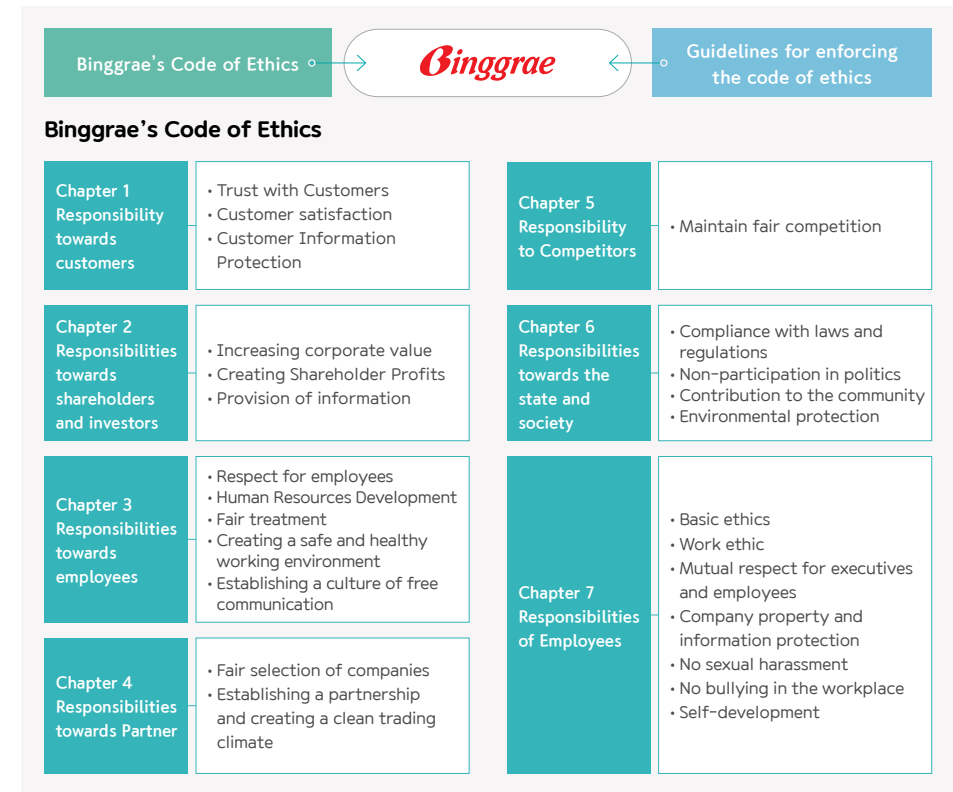 Binggrae's Code of Ethics
Binggrae
Guidelines for enforcing
the code of ethics
Binggrae's Code of Ethics
Chapter 1
Responsibility
towards
customers
• Trust with Customers
• Customer satisfaction
• Customer Information
Protection
Chapter 2
Responsibilities
towards
shareholders
and investors
• Increasing corporate value
• Creating Shareholder Profits
• Provision of information
Chapter 3
Responsibilities
towards
employees
• Respect for employees
• Human Resources Development
• Fair treatment
• Creating a safe and healthy
working environment
• Establishing a culture of free
communication
Chapter 4
Responsibilities
towards Partner
• Fair selection of companies
• Establishing a partnership
and creating a clean trading
climate
Chapter 5
Responsibility
to Competitors
• Maintain fair competition
Chapter 6
Responsibilities
towards the
state and
society
• Compliance with laws and
regulations
• Non-participation in politics
• Contribution to the community
• Environmental protection
Chapter 7
Responsibilities
of Employees
• Basic ethics
• Work ethic
• Mutual respect for executives
and employees
• Company property and
information protection
• No sexual harassment
• No bullying in the workplace
• Self-development